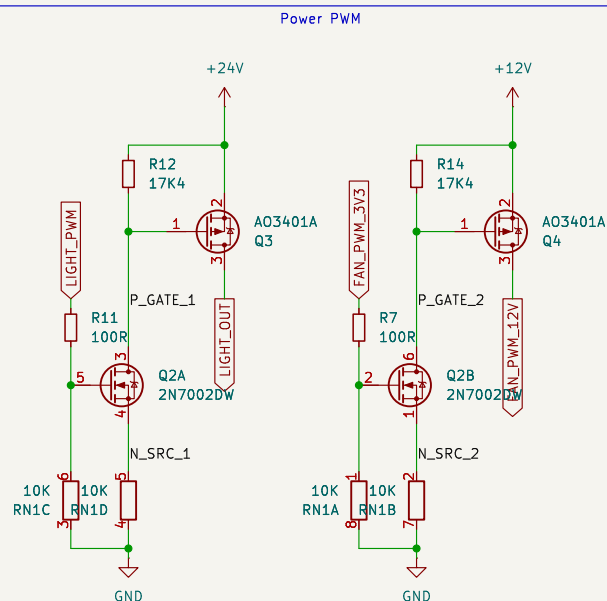 Power PWM
+24V
+12V
R12
17K4
R14
17K4
LIGHT_PWM
1
2
3
AO3401A
Q3
FAN_PWM_3V3
1
2
3
AO3401A
Q4
P_GATE_1
LIGHT_OUT
P_GATE_2
FAN_PWM_12V
R11
100R
R7
100R
5
3
4
Q2A
2N7002DW
2
6
1
Q2B
2N7002DW
N_SRC_1
N_SRC_2
10K
RN1C
6
3
10K
RN1D
5
4
10K
RN1A
1
8
10K
RN1B
2
7
GND
GND